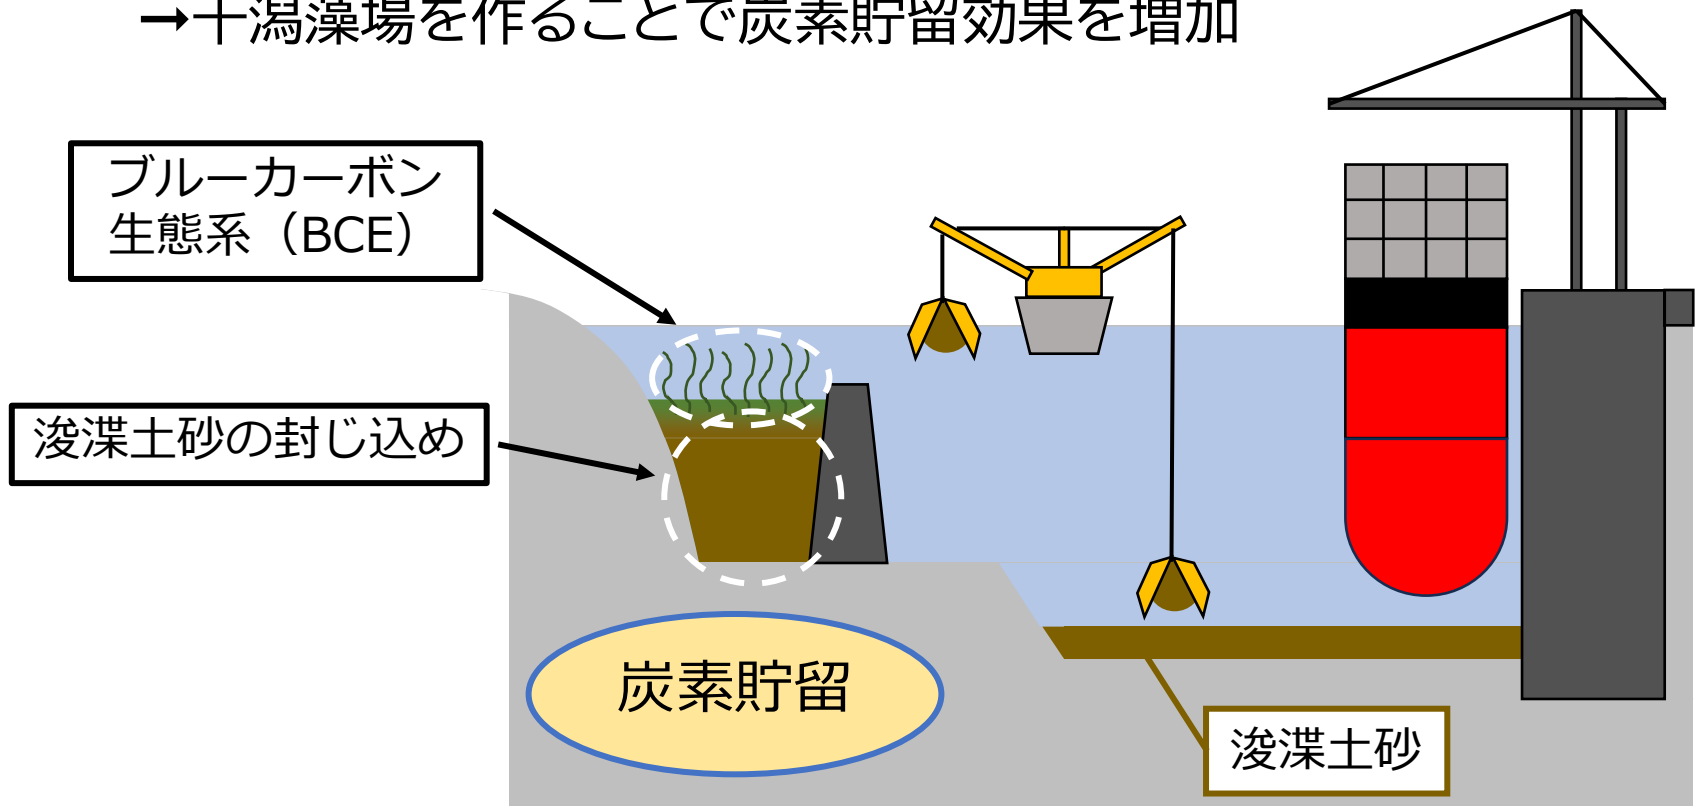 →干潟藻場を作ることで炭素貯留効果を増加
ブルーカーボン
生態系（BCE）
浚渫土砂の封じ込め
炭素貯留
浚渫土砂